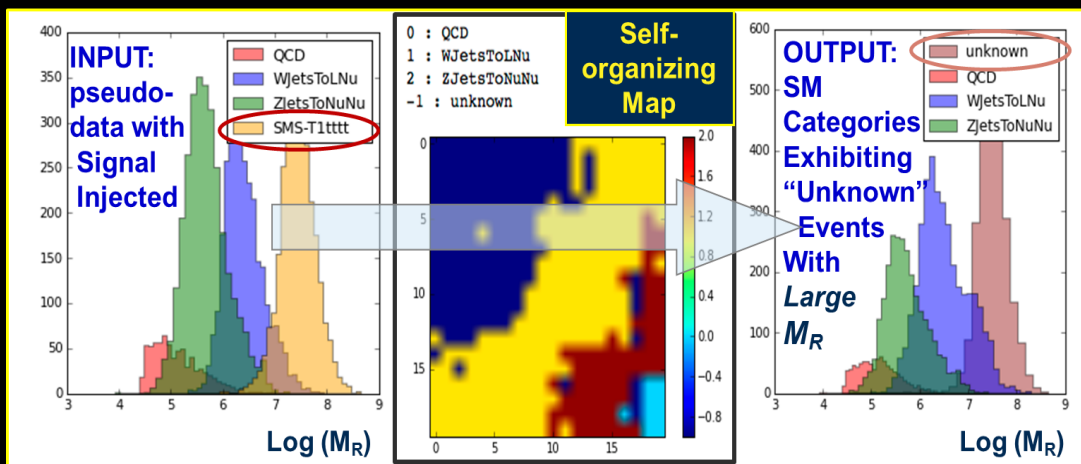 INPUT:
pseudo-
data with
Signal
Injected
QCD
WJetsToLNu
ZJetsToNuNu
SMS-T1tttt
400
350
300
250
200
150
100
50
0
3 4 5 6 7 8 9
Log (MR)
0 : QCD
1 : WJetsToLNu
2 : ZJetsToNuNu
-1 : unknown
Self-
organizing
Map
0
5
10
15
0 5 10 15
2.0
1.6
1.2
0.8
0.4
0.0
−0.4
−0.8
OUTPUT:
SM
Categories
Exhibiting
“Unknown”
Events
With
Large
MR
unknown
QCD
WJetsToLNu
ZJetsToNuNu
600
500
400
300
200
100
0
3 4 5 6 7 8 9
Log (MR)